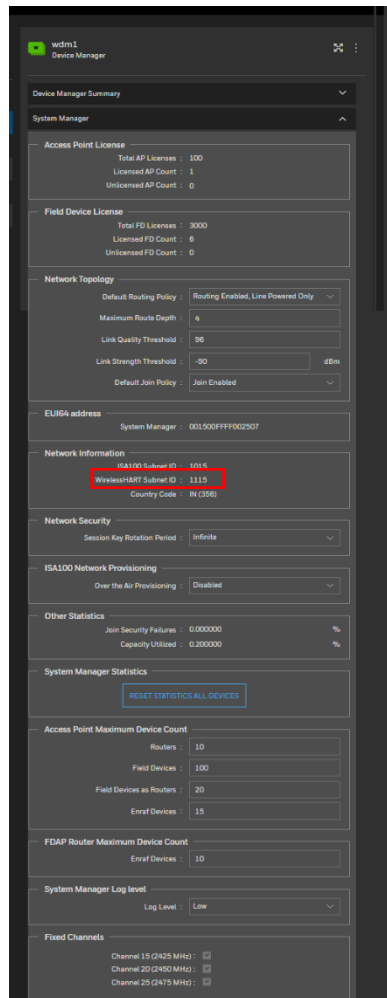 wdm1
Device Manager
Device Manager Summary
System Manager
Access Point License
Total AP Licenses : 100
Licensed AP Count : 1
Unlicensed AP Count : 0
Field Device License
Total FD Licenses : 3000
Licensed FD Count : 6
Unlicensed FD Count : 0
Network Topology
Default Routing Policy : Routing Enabled, Line Powered Only
Maximum Route Depth : 4
Link Quality Threshold : 96
Link Strength Threshold : -90 dBm
Default Join Policy : Join Enabled
EUI64 address
System Manager : 001500FFFF002507
Network Information
ISA100 Subnet ID : 1015
WirelessHART Subnet ID : 1115
Country Code : IN (356)
Network Security
Session Key Rotation Period : Infinite
ISA100 Network Provisioning
Over the Air Provisioning : Disabled
Other Statistics
Join Security Failures : 0.000000 %
Capacity Utilized : 0.200000 %
System Manager Statistics
RESET STATISTICS ALL DEVICES
Access Point Maximum Device Count
Routers : 10
Field Devices : 100
Field Devices as Routers : 20
Enraf Devices : 15
FDAP Router Maximum Device Count
Enraf Devices : 10
System Manager Log level
Log Level : Low
Fixed Channels
Channel 15 (2425 MHz) :
Channel 20 (2450 MHz) :
Channel 25 (2475 MHz) :